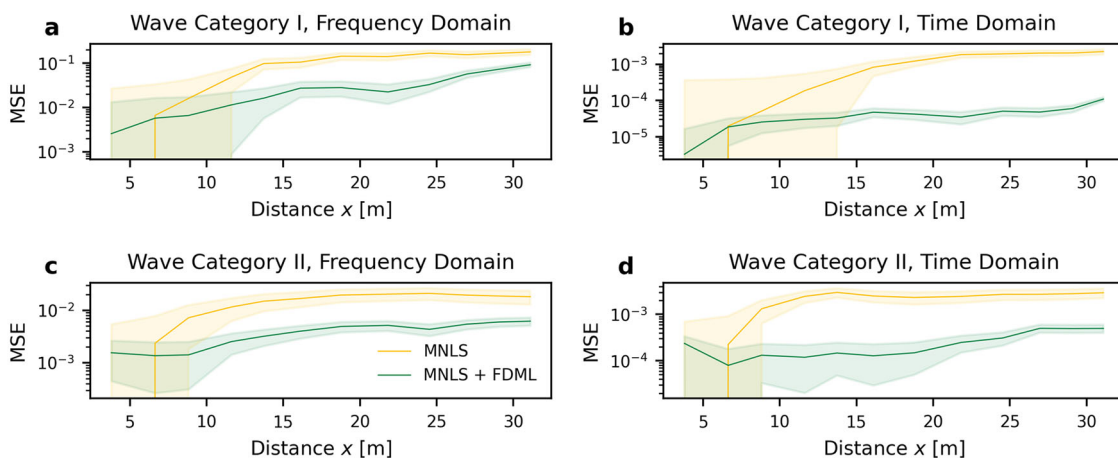 a Wave Category I, Frequency Domain
MSE
10⁻¹
10⁻²
10⁻³
5 10 15 20 25 30
Distance x [m]
b Wave Category I, Time Domain
MSE
10⁻³
10⁻⁴
10⁻⁵
5 10 15 20 25 30
Distance x [m]
c Wave Category II, Frequency Domain
MSE
10⁻²
10⁻³
MNLS
MNLS + FDML
5 10 15 20 25 30
Distance x [m]
d Wave Category II, Time Domain
MSE
10⁻³
10⁻⁴
5 10 15 20 25 30
Distance x [m]